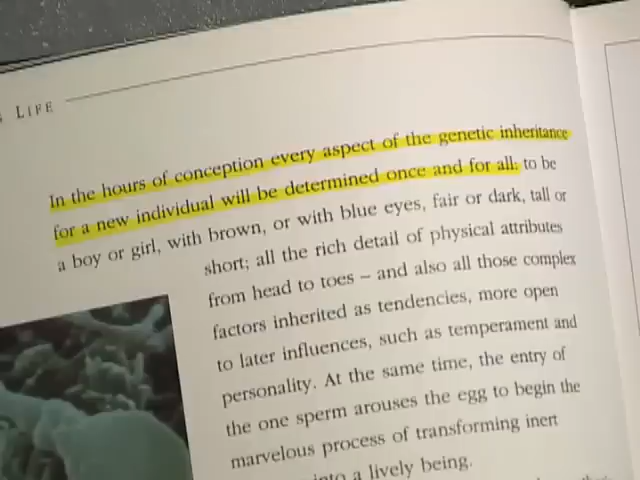 LIFE
In the hours of conception every aspect of the genetic inheritance
for a new individual will be determined once and for all: to be
a boy or girl, with brown, or with blue eyes, fair or dark, tall or
short; all the rich detail of physical attributes
from head to toes – and also all those complex
factors inherited as tendencies, more open
to later influences, such as temperament and
personality. At the same time, the entry of
the one sperm arouses the egg to begin the
marvelous process of transforming inert
into a lively being.